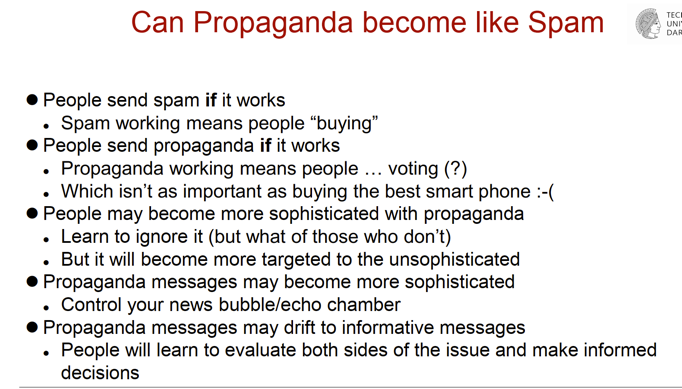 Can Propaganda become like Spam
TEC
UNI
DAR
● People send spam if it works
• Spam working means people “buying”
● People send propaganda if it works
• Propaganda working means people … voting (?)
• Which isn’t as important as buying the best smart phone :-(
● People may become more sophisticated with propaganda
• Learn to ignore it (but what of those who don’t)
• But it will become more targeted to the unsophisticated
● Propaganda messages may become more sophisticated
• Control your news bubble/echo chamber
● Propaganda messages may drift to informative messages
• People will learn to evaluate both sides of the issue and make informed
decisions